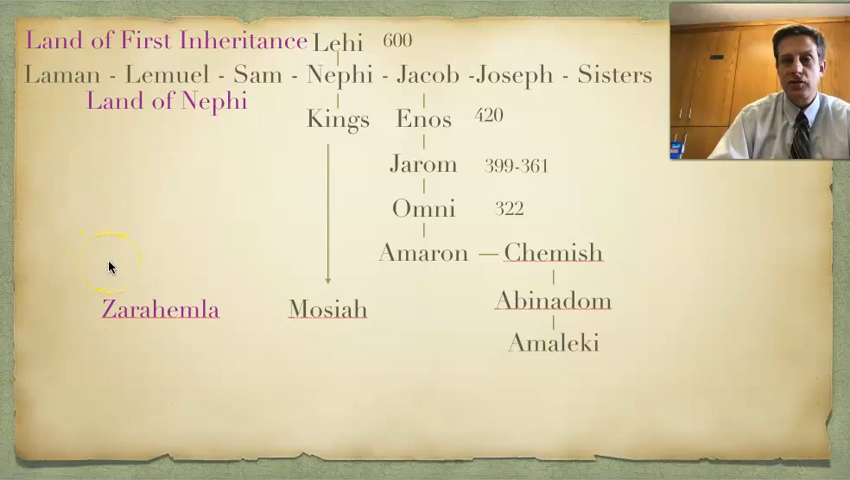 Land of First Inheritance Lehi 600
Laman - Lemuel - Sam - Nephi - Jacob -Joseph - Sisters
Land of Nephi
Kings Enos 420
Jarom 399-361
Omni 322
Amaron — Chemish
Zarahemla Mosiah Abinadom
Amaleki